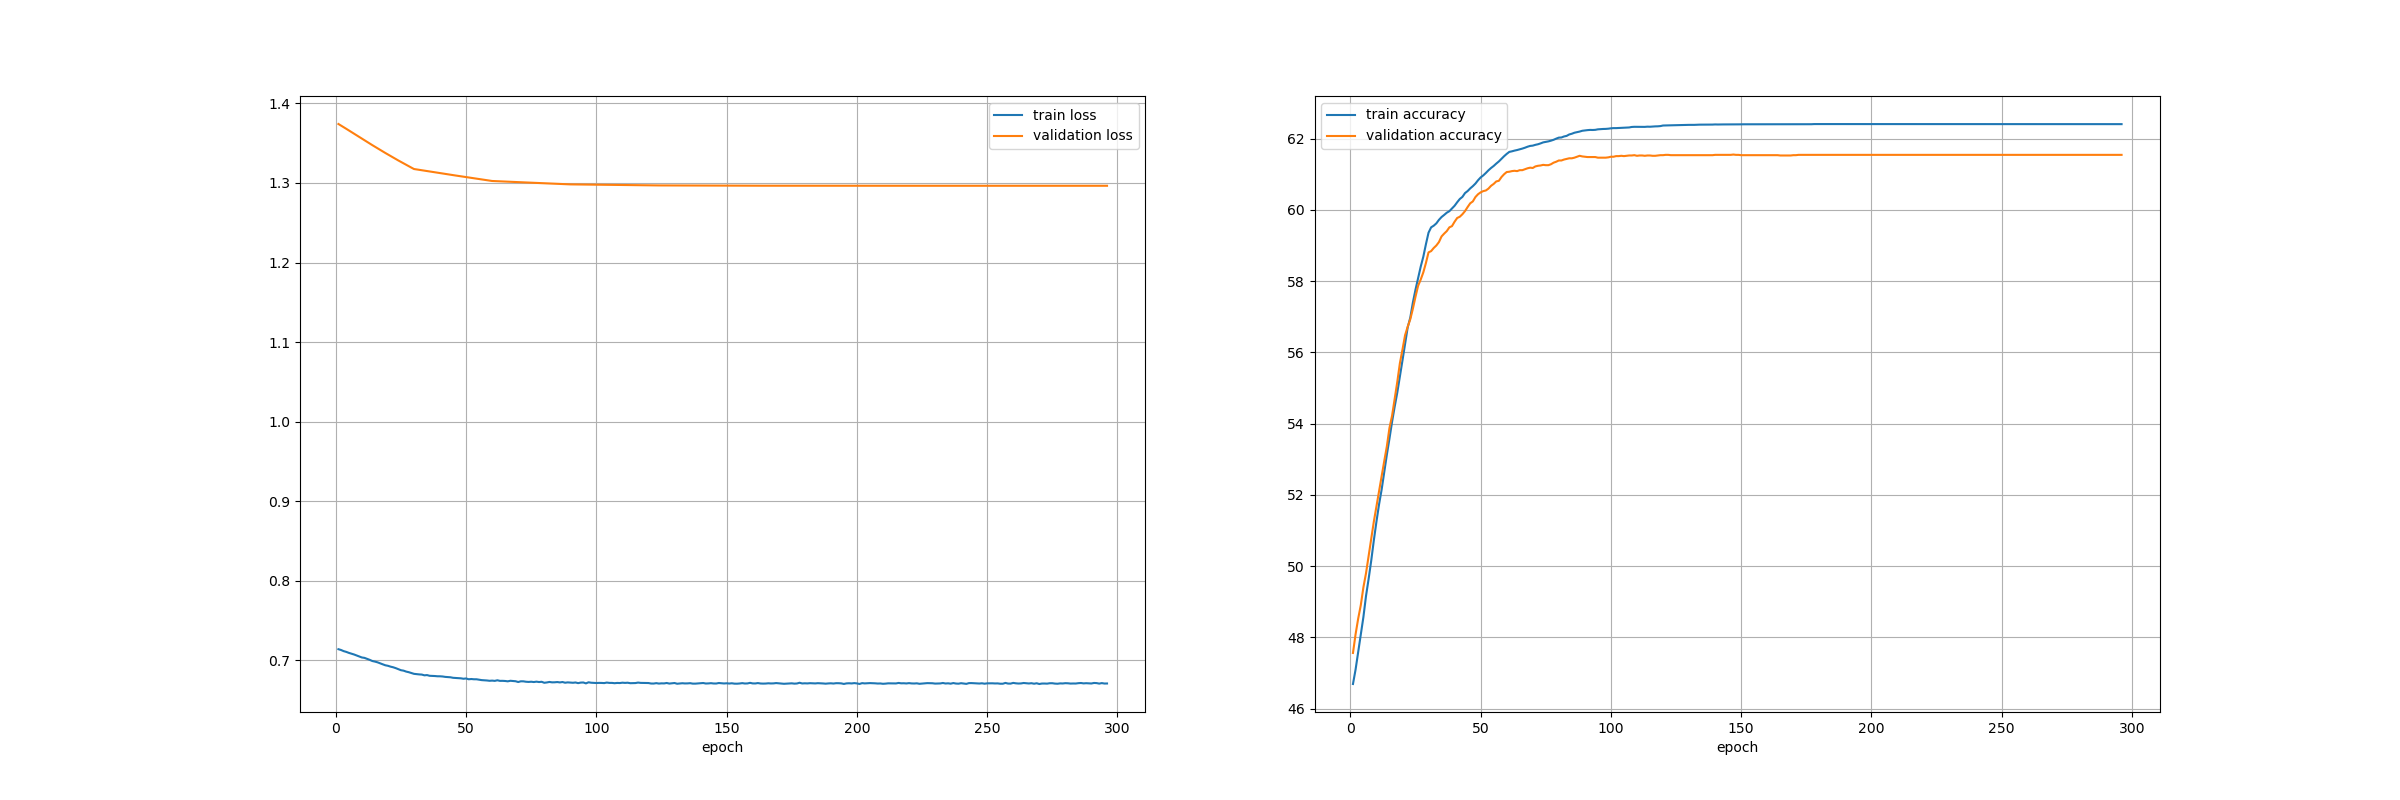 train loss
validation loss
1.4
1.3
1.2
1.1
1.0
0.9
0.8
0.7
0 50 100 150 200 250 300
epoch
train accuracy
validation accuracy
62
60
58
56
54
52
50
48
46
0 50 100 150 200 250 300
epoch